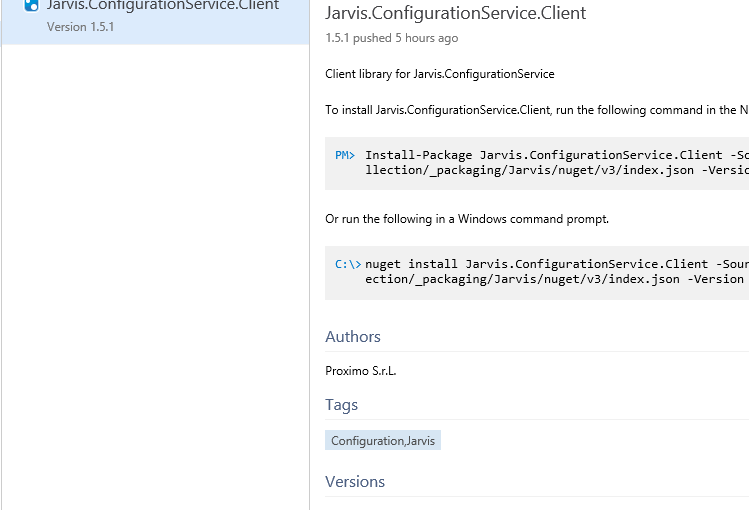 Jarvis.ConfigurationService.Client
Version 1.5.1
Jarvis.ConfigurationService.Client
1.5.1 pushed 5 hours ago
Client library for Jarvis.ConfigurationService
To install Jarvis.ConfigurationService.Client, run the following command in the N
PM> Install-Package Jarvis.ConfigurationService.Client -So
llection/_packaging/Jarvis/nuget/v3/index.json -Versio
Or run the following in a Windows command prompt.
C:\> nuget install Jarvis.ConfigurationService.Client -Sour
ection/_packaging/Jarvis/nuget/v3/index.json -Version
Authors
Proximo S.r.L.
Tags
Configuration,Jarvis
Versions